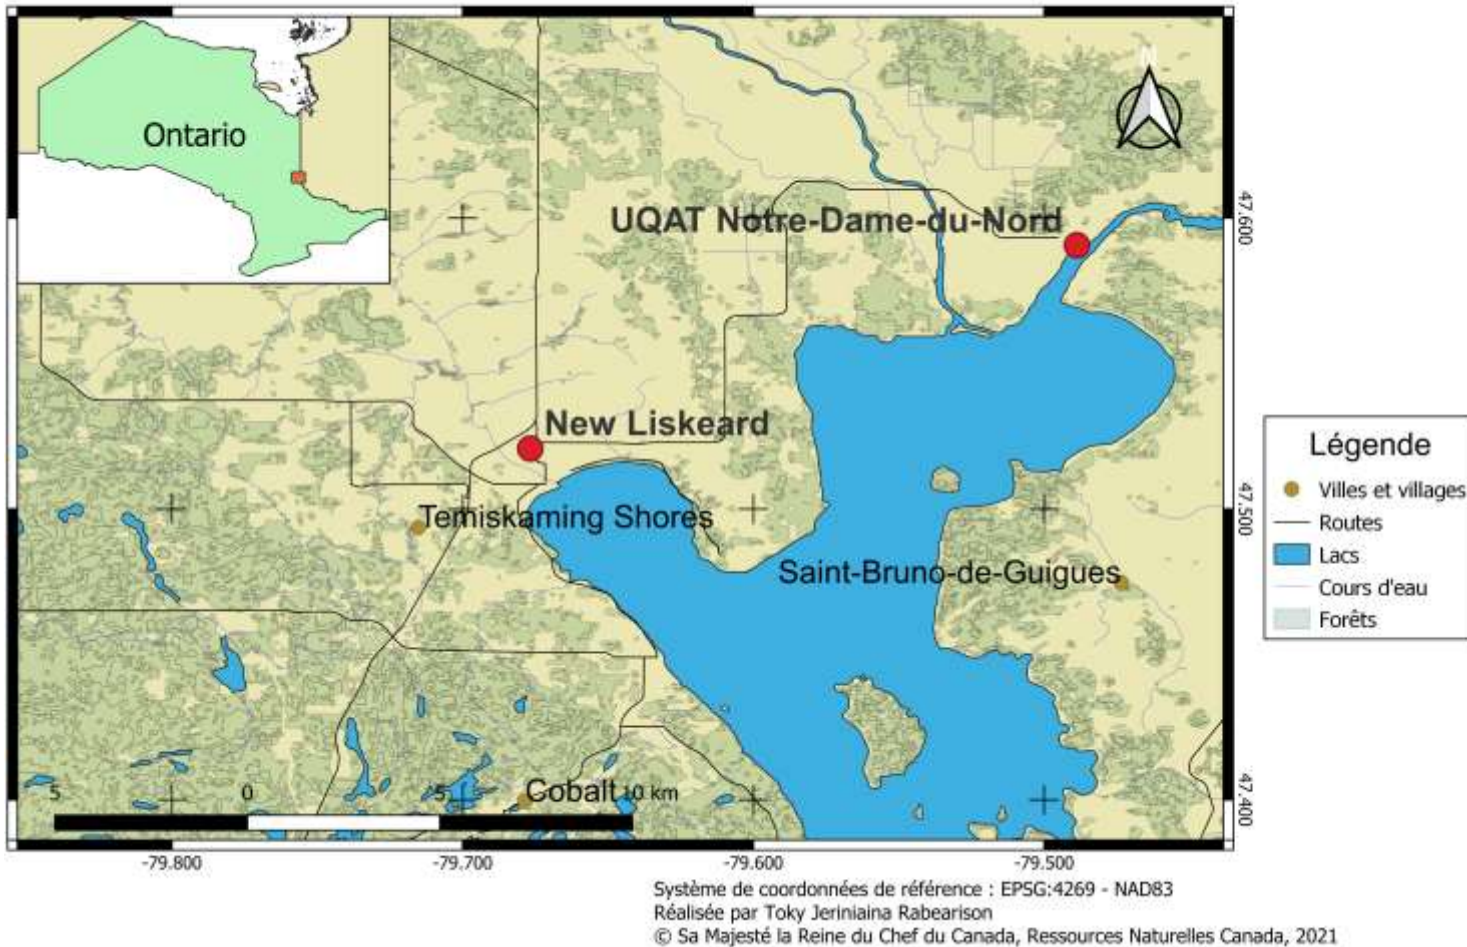 Ontario
UQAT Notre-Dame-du-Nord
47.600
New Liskeard
Légende
Villes et villages
Routes
Lacs
Cours d'eau
Forêts
Temiskaming Shores
47.500
Saint-Bruno-de-Guigues
Cobalt
5 0 5 10 km
47.400
-79.800 -79.700 -79.600 -79.500
Système de coordonnées de référence : EPSG:4269 - NAD83
Réalisée par Toky Jeriniaina Rabearison
© Sa Majesté la Reine du Chef du Canada, Ressources Naturelles Canada, 2021